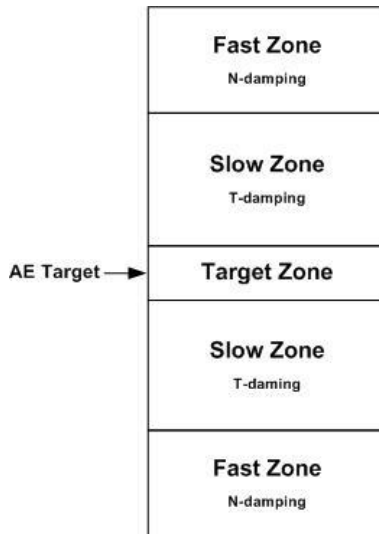 Fast Zone
N-damping
Slow Zone
T-damping
AE Target
Target Zone
Slow Zone
T-daming
Fast Zone
N-damping